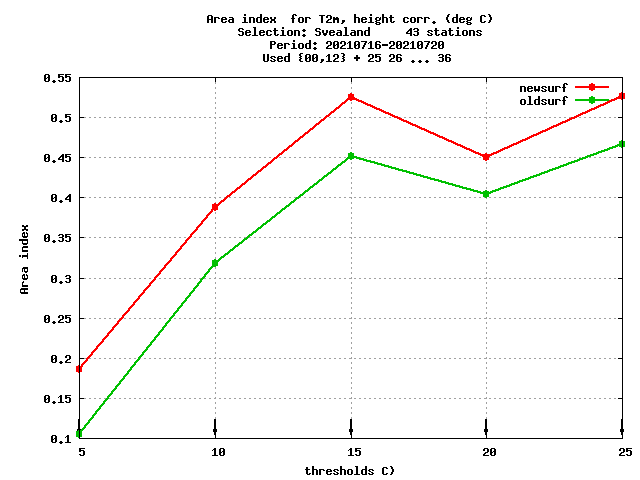 Area index  for T2m, height corr. (deg C)
Selection: Svealand     43 stations
Period: 20210716-20210720
Used {00,12} + 25 26 ... 36
newsurf
oldsurf
0.55
0.5
0.45
0.4
0.35
0.3
0.25
0.2
0.15
0.1
Area index
5 10 15 20 25
thresholds C)